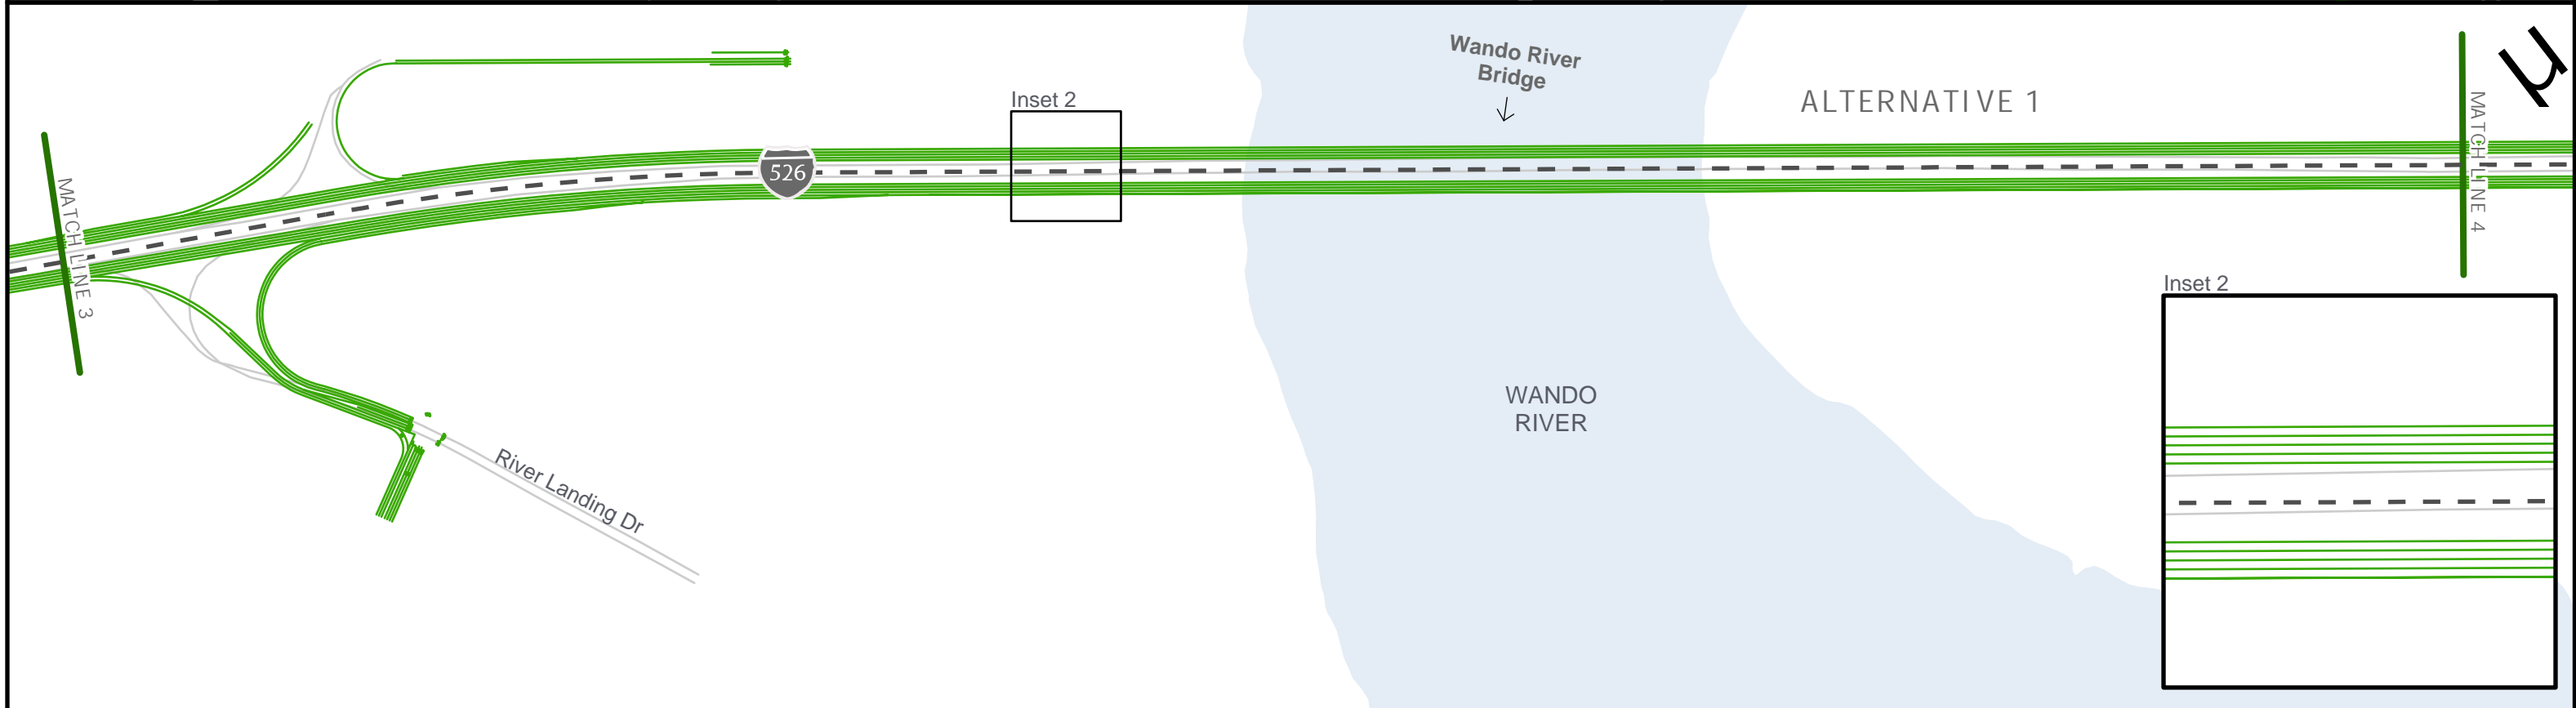 Wando River
Bridge
ALTERNATIVE 1
µ
Inset 2
526
MATCH LINE 3
MATCH LINE 4
Inset 2
WANDO
RIVER
River Landing Dr